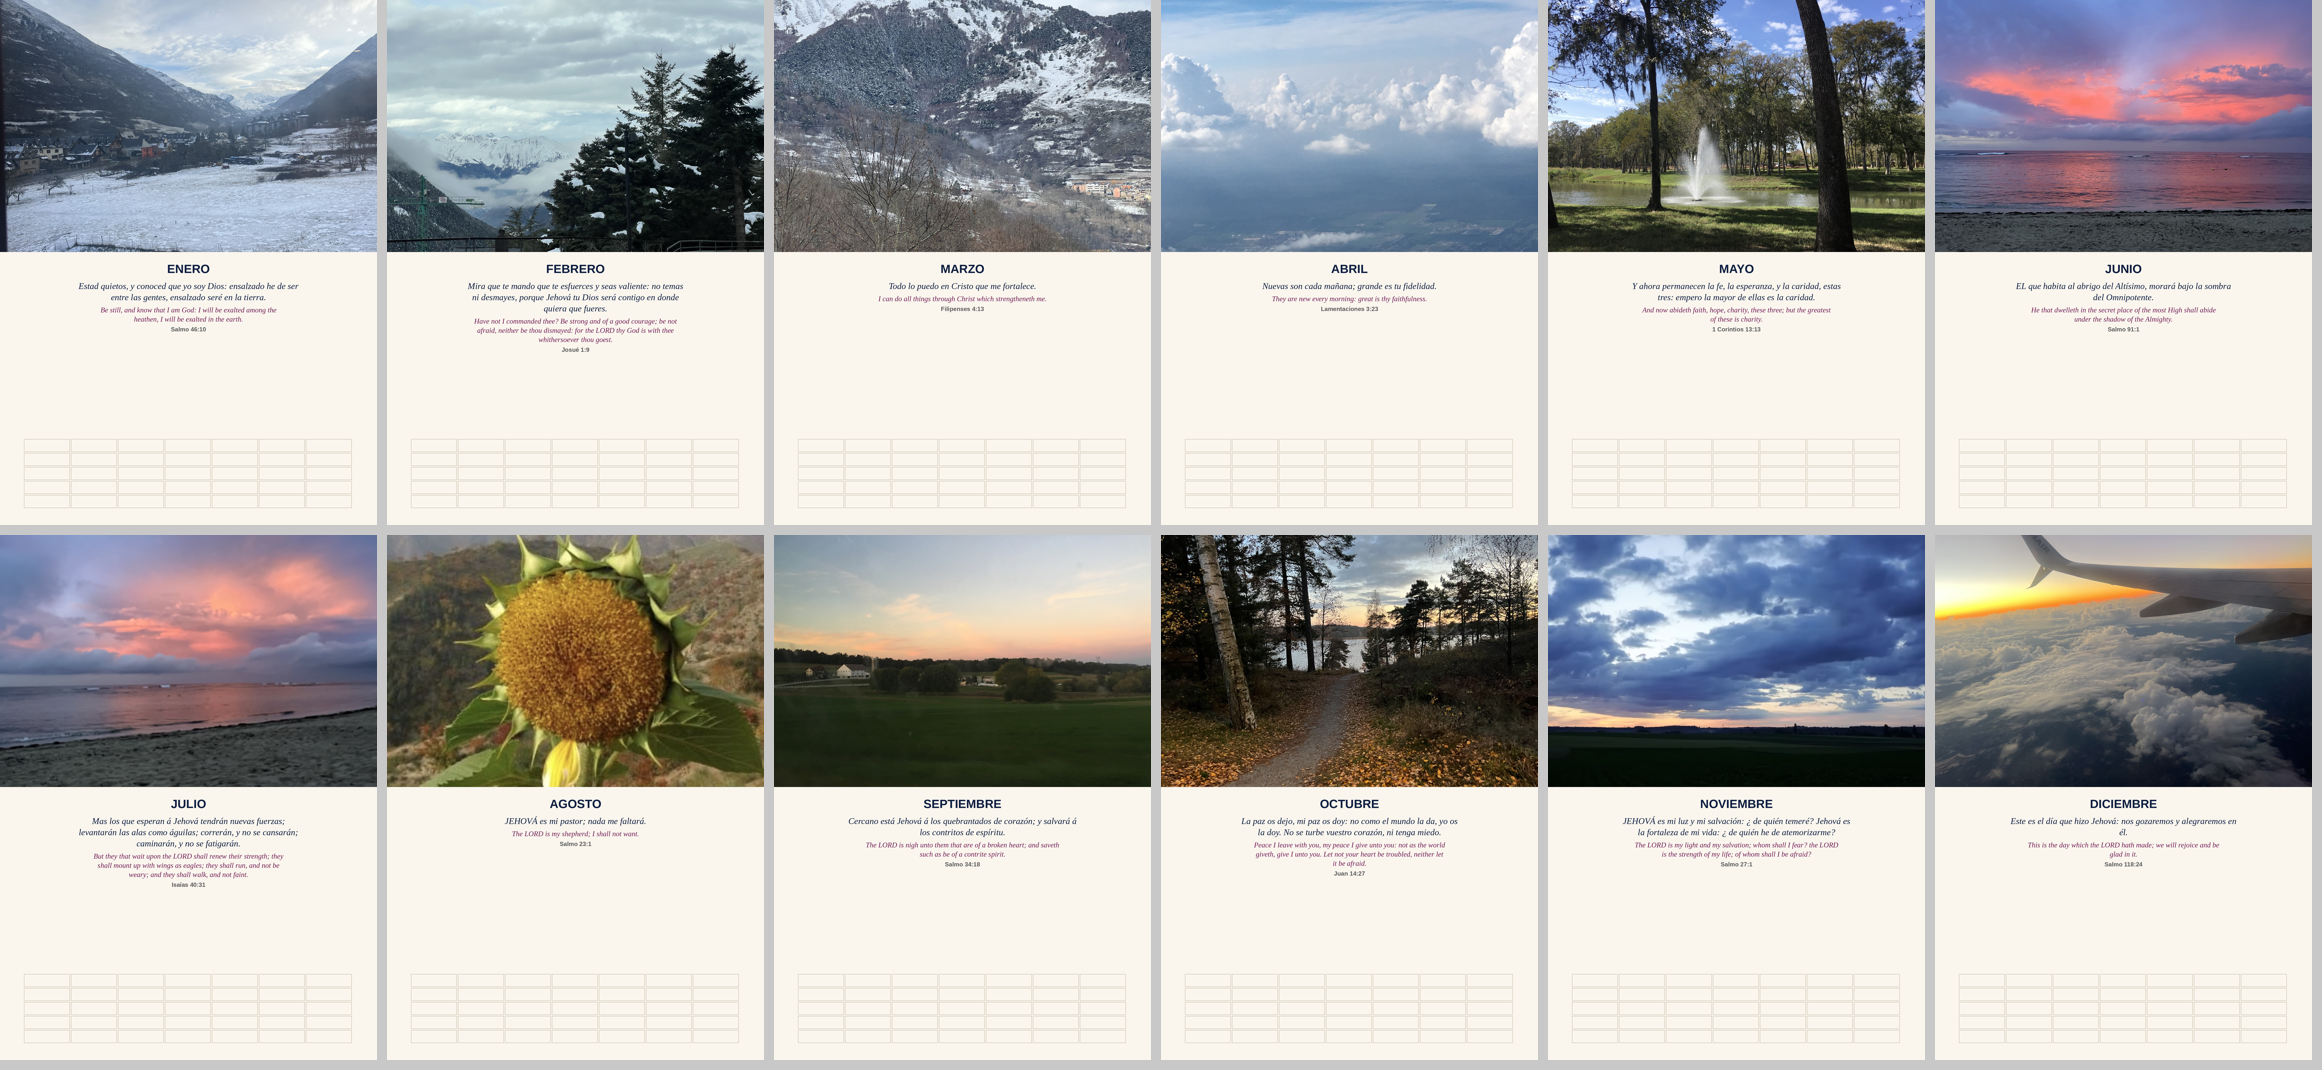 ENERO
Estad quietos, y conoced que yo soy Dios: ensalzado he de ser
entre las gentes, ensalzado seré en la tierra.
Be still, and know that I am God: I will be exalted among the
heathen, I will be exalted in the earth.
Salmo 46:10
FEBRERO
Mira que te mando que te esfuerces y seas valiente: no temas
ni desmayes, porque Jehová tu Dios será contigo en donde
quiera que fueres.
Have not I commanded thee? Be strong and of a good courage; be not
afraid, neither be thou dismayed: for the LORD thy God is with thee
whithersoever thou goest.
Josué 1:9
MARZO
Todo lo puedo en Cristo que me fortalece.
I can do all things through Christ which strengtheneth me.
Filipenses 4:13
ABRIL
Nuevas son cada mañana; grande es tu fidelidad.
They are new every morning: great is thy faithfulness.
Lamentaciones 3:23
MAYO
Y ahora permanecen la fe, la esperanza, y la caridad, estas
tres: empero la mayor de ellas es la caridad.
And now abideth faith, hope, charity, these three; but the greatest
of these is charity.
1 Corintios 13:13
JUNIO
EL que habita al abrigo del Altísimo, morará bajo la sombra
del Omnipotente.
He that dwelleth in the secret place of the most High shall abide
under the shadow of the Almighty.
Salmo 91:1
JULIO
Mas los que esperan á Jehová tendrán nuevas fuerzas;
levantarán las alas como águilas; correrán, y no se cansarán;
caminarán, y no se fatigarán.
But they that wait upon the LORD shall renew their strength; they
shall mount up with wings as eagles; they shall run, and not be
weary; and they shall walk, and not faint.
Isaías 40:31
AGOSTO
JEHOVÁ es mi pastor; nada me faltará.
The LORD is my shepherd; I shall not want.
Salmo 23:1
SEPTIEMBRE
Cercano está Jehová á los quebrantados de corazón; y salvará á
los contritos de espíritu.
The LORD is nigh unto them that are of a broken heart; and saveth
such as be of a contrite spirit.
Salmo 34:18
OCTUBRE
La paz os dejo, mi paz os doy: no como el mundo la da, yo os
la doy. No se turbe vuestro corazón, ni tenga miedo.
Peace I leave with you, my peace I give unto you: not as the world
giveth, give I unto you. Let not your heart be troubled, neither let
it be afraid.
Juan 14:27
NOVIEMBRE
JEHOVÁ es mi luz y mi salvación: ¿ de quién temeré? Jehová es
la fortaleza de mi vida: ¿ de quién he de atemorizarme?
The LORD is my light and my salvation; whom shall I fear? the LORD
is the strength of my life; of whom shall I be afraid?
Salmo 27:1
DICIEMBRE
Este es el día que hizo Jehová: nos gozaremos y alegraremos en
él.
This is the day which the LORD hath made; we will rejoice and be
glad in it.
Salmo 118:24